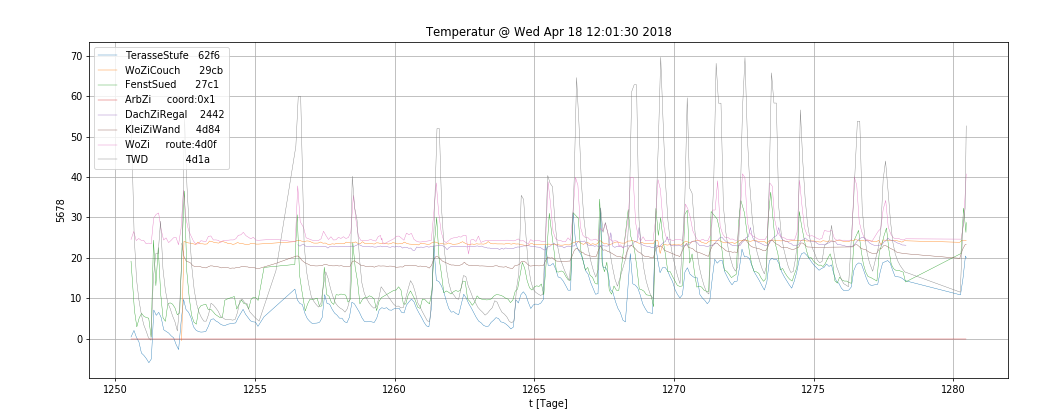 Temperatur @ Wed Apr 18 12:01:30 2018
70
60
50
40
30
20
10
0
5678
TerasseStufe 62f6
WoZiCouch 29cb
FenstSued 27c1
ArbZi coord:0x1
DachZiRegal 2442
KleiZiWand 4d84
WoZi route:4d0f
TWD 4d1a
1250 1255 1260 1265 1270 1275 1280
t [Tage]